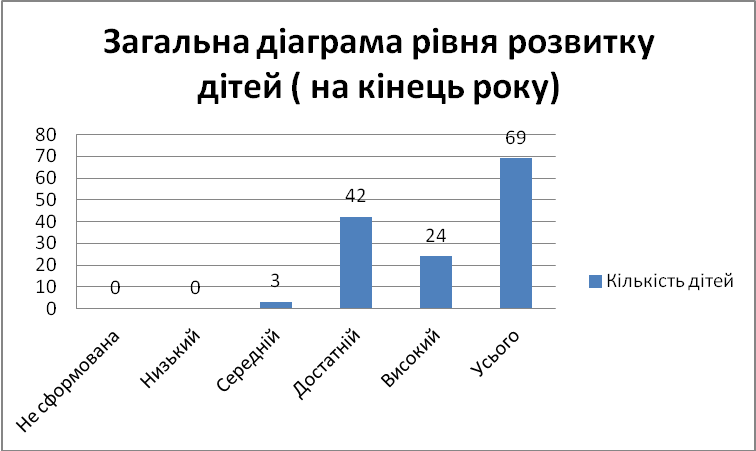 Загальна діаграма рівня розвитку
дітей ( на кінець року)
80
70
60
50
40
30
20
10
0
0
0
3
42
24
69
Не сформована
Низький
Середній
Достатній
Високий
Усього
Кількість дітей